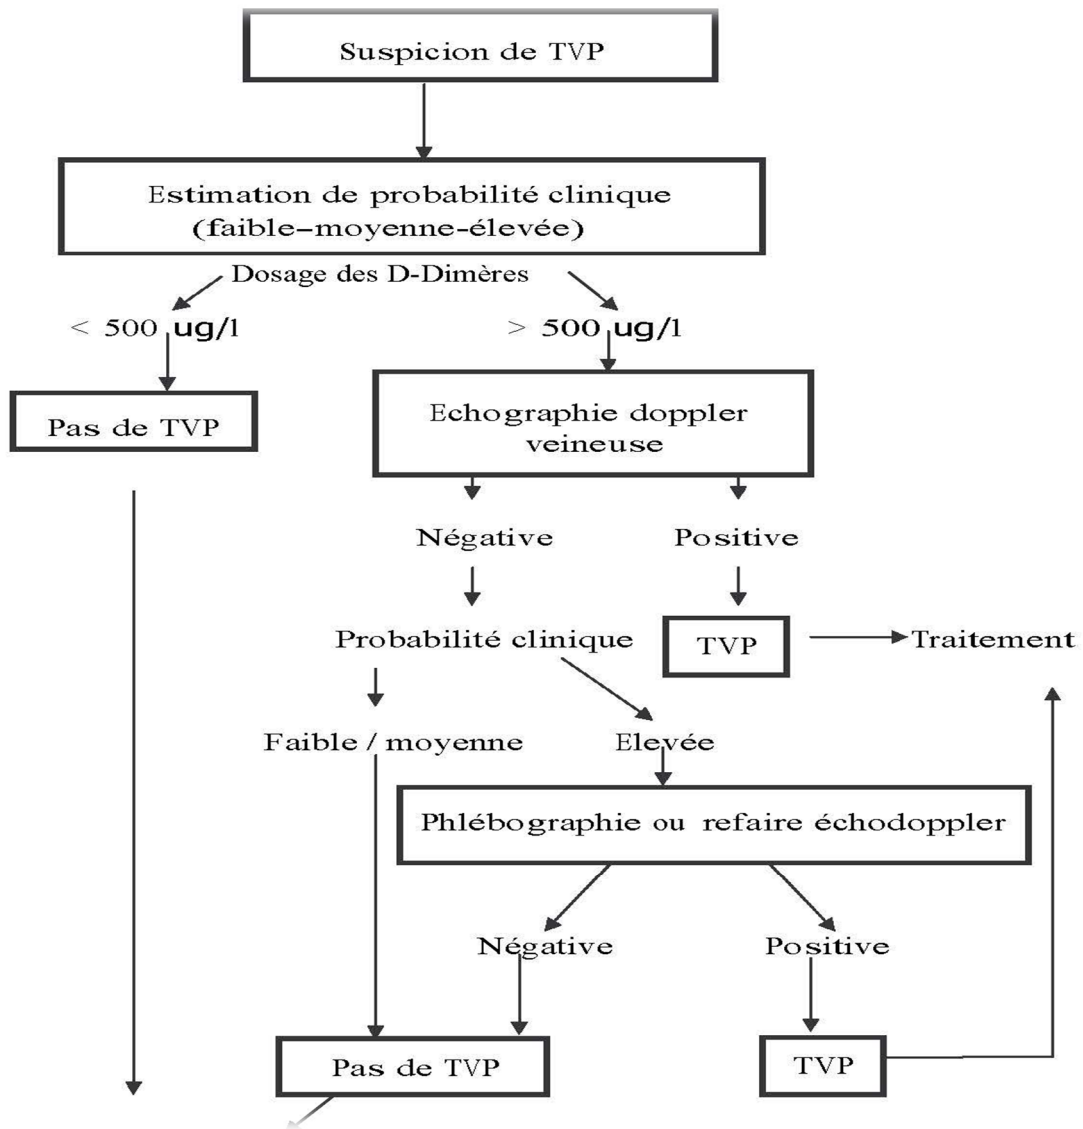 Suspicion de TVP
Estimation de probabilité clinique
(faible–moyenne-élevée)
Dosage des D-Dimères
< 500 ug/l
> 500 ug/l
Pas de TVP
Echographie doppler
veineuse
Négative
Positive
Probabilité clinique
TVP
Traitement
Faible / moyenne
Elevée
Phlébographie ou refaire échodoppler
Négative
Positive
Pas de TVP
TVP